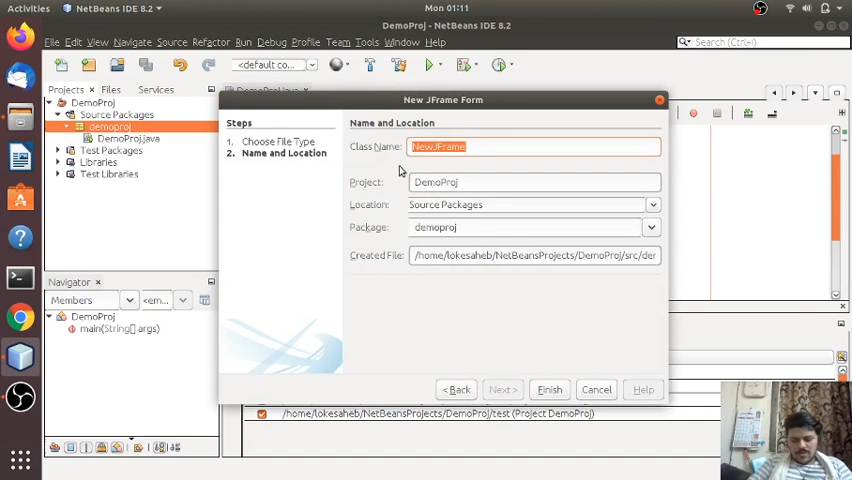 Activities
NetBeans IDE 8.2
Mon 01:11
DemoProj - NetBeans IDE 8.2
File Edit View Navigate Source Refactor Run Debug Profile Team Tools Window Help
Search (Ctrl+I)
<default co...
Projects Files Services
DemoProj
Source Packages
demoproj
DemoProj.java
Test Packages
Libraries
Test Libraries
Navigator
Members
<em...
DemoProj
main(String[] args)
New JFrame Form
Steps
1. Choose File Type
2. Name and Location
Name and Location
Class Name: NewJFrame
Project: DemoProj
Location: Source Packages
Package: demoproj
Created File: /home/lokesaheb/NetBeansProjects/DemoProj/src/der
< Back
Next >
Finish
Cancel
Help
/home/lokesaheb/NetBeansProjects/DemoProj/test (Project DemoProj)